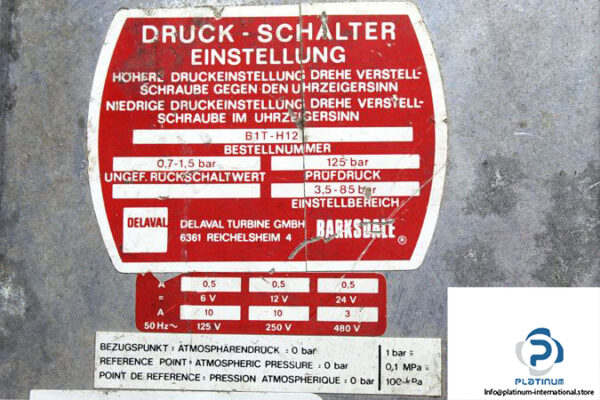 DRUCK - SCHALTER
EINSTELLUNG
HÖHERE DRUCKEINSTELLUNG DREHE VERSTELL-
SCHRAUBE GEGEN DEN UHRZEIGERSINN
NIEDRIGE DRUCKEINSTELLUNG DREHE VERSTELL-
SCHRAUBE IM UHRZEIGERSINN
B1T-H12
BESTELLNUMMER
0,7-1,5 bar 125 bar
UNGEF. RÜCKSCHALTWERT PRÜFDRUCK
3,5-85 bar
EINSTELLBEREICH
DELAVAL DELAVAL TURBINE GMBH BARKSDALE ®
6361 REICHELSHEIM 4
A 0,5 0,5 0,5
= 6 V 12 V 24 V
A 10 10 3
50 Hz~ 125 V 250 V 480 V
BEZUGSPUNKT : ATMOSPHÄRENDRUCK : 0 bar 1 bar =
REFERENCE POINT : ATMOSPHERIC PRESSURE : 0 bar 0,1 MPa =
POINT DE REFERENCE : PRESSION ATMOSPHERIQUE : 0 bar 100 kPa
PLATINUM
Info@platinum-international.store